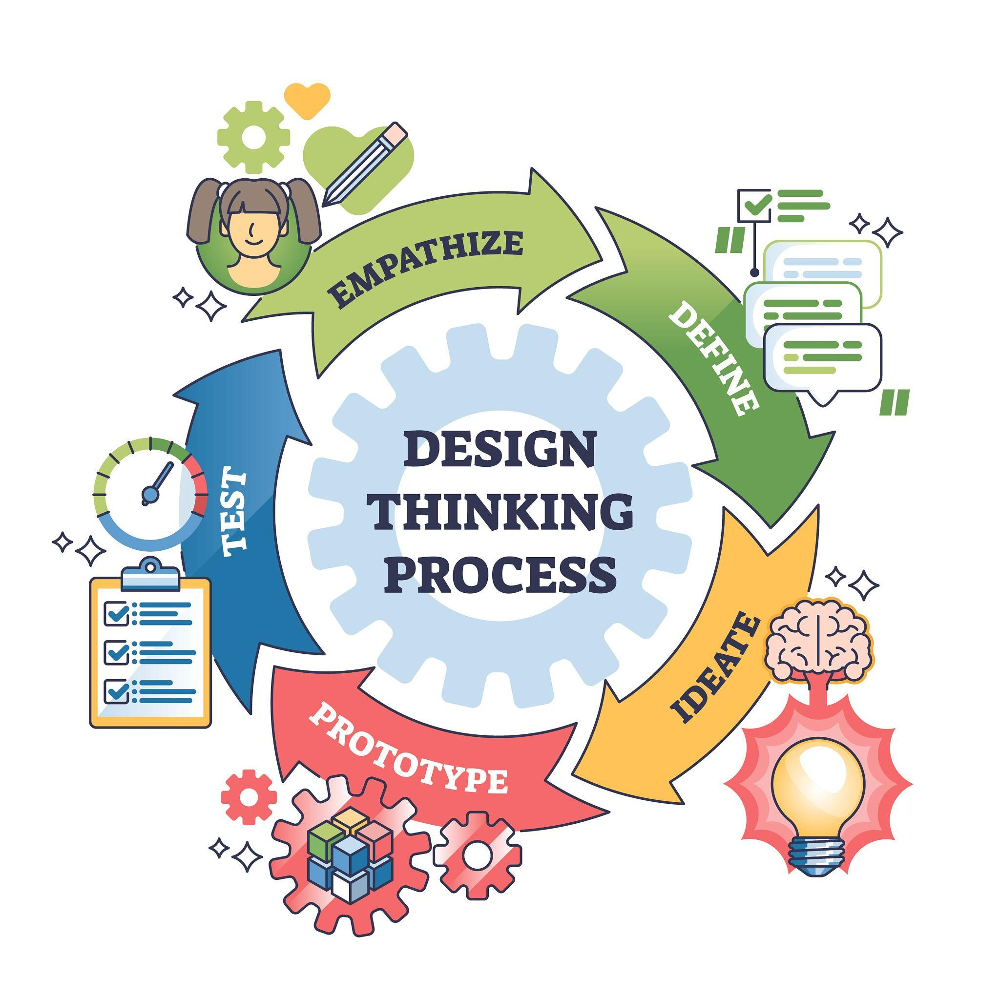 DESIGN
THINKING
PROCESS
EMPATHIZE
DEFINE
IDEATE
PROTOTYPE
TEST